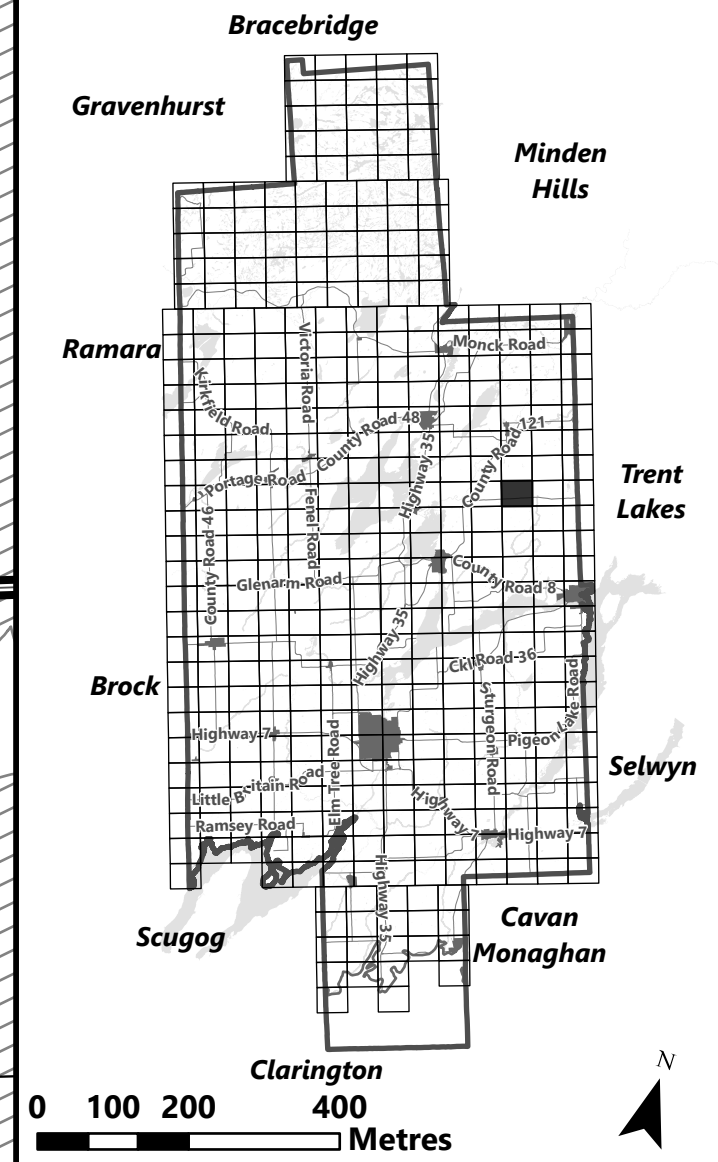 Bracebridge
Gravenhurst
Minden
Hills
Ramara
Monck Road
Victoria Road
Kirkfield Road
County Road 48
County Road 121
Highway 35
Portage Road
Trent
Lakes
Fenel Road
County Road 46
Glenarm Road
County Road 8
Highway 35
Ckl Road 36
Brock
Sturgeon Road
Pigeon Lake Road
Highway 7
Elm Tree Road
Selwyn
Little Britain Road
Highway 7
Ramsey Road
Highway 7
Highway 35
Scugog
Cavan
Monaghan
Clarington
N
0 100 200 400
Metres